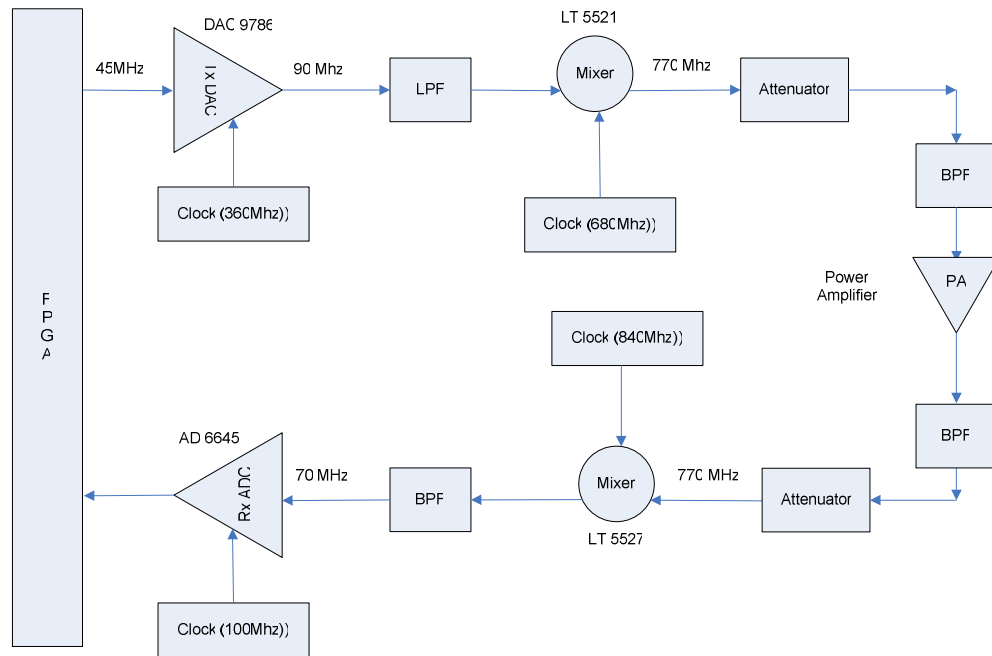 DAC 9786
LT 5521
45MHz
Tx DAC
90 Mhz
LPF
Mixer
770 Mhz
Attenuator
BPF
Clock (360Mhz))
Clock (680Mhz))
Power
Amplifier
PA
F
P
G
A
Clock (840Mhz))
BPF
AD 6645
Rx ADC
70 MHz
BPF
Mixer
770 MHz
Attenuator
LT 5527
Clock (100Mhz))